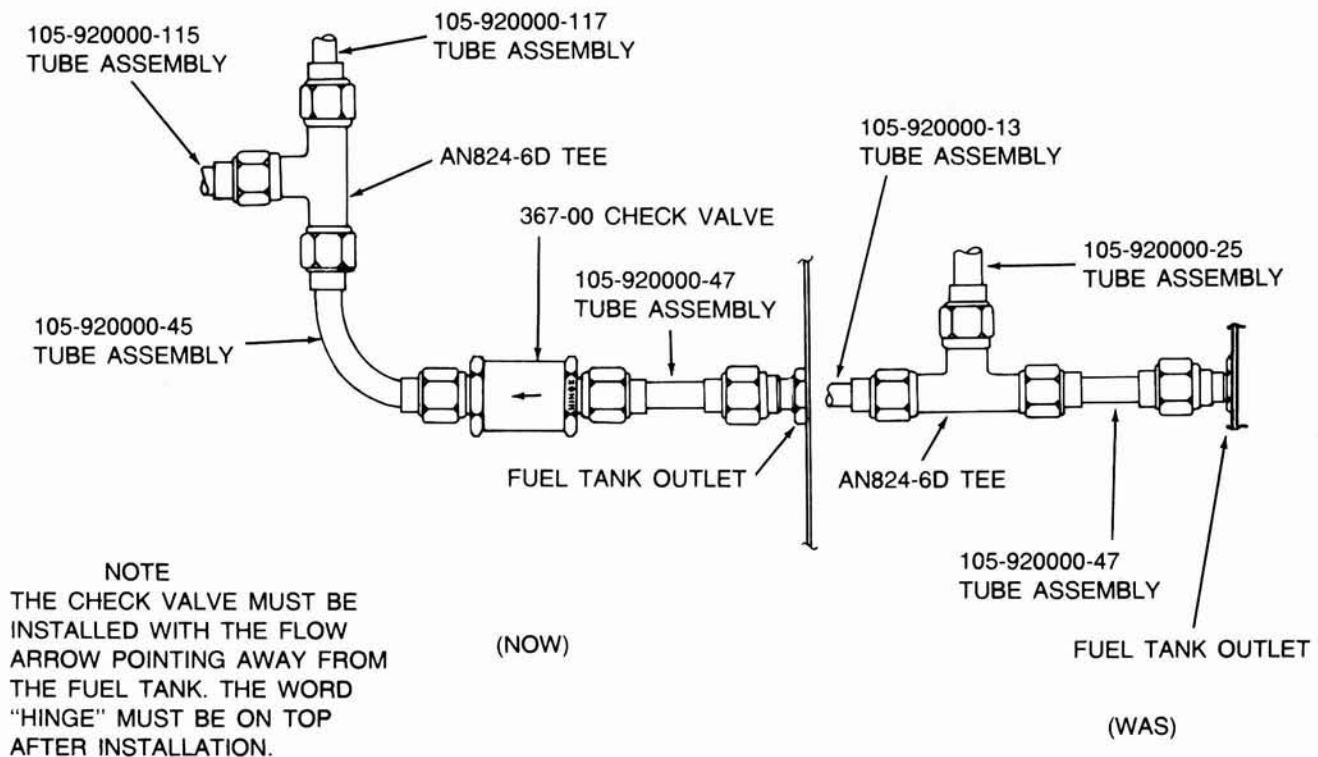 105-920000-115
TUBE ASSEMBLY
105-920000-117
TUBE ASSEMBLY
AN824-6D TEE
367-00 CHECK VALVE
105-920000-47
TUBE ASSEMBLY
105-920000-45
TUBE ASSEMBLY
HINGE
FUEL TANK OUTLET
NOTE
THE CHECK VALVE MUST BE
INSTALLED WITH THE FLOW
ARROW POINTING AWAY FROM
THE FUEL TANK. THE WORD
"HINGE" MUST BE ON TOP
AFTER INSTALLATION.
(NOW)
105-920000-13
TUBE ASSEMBLY
105-920000-25
TUBE ASSEMBLY
AN824-6D TEE
105-920000-47
TUBE ASSEMBLY
FUEL TANK OUTLET
(WAS)